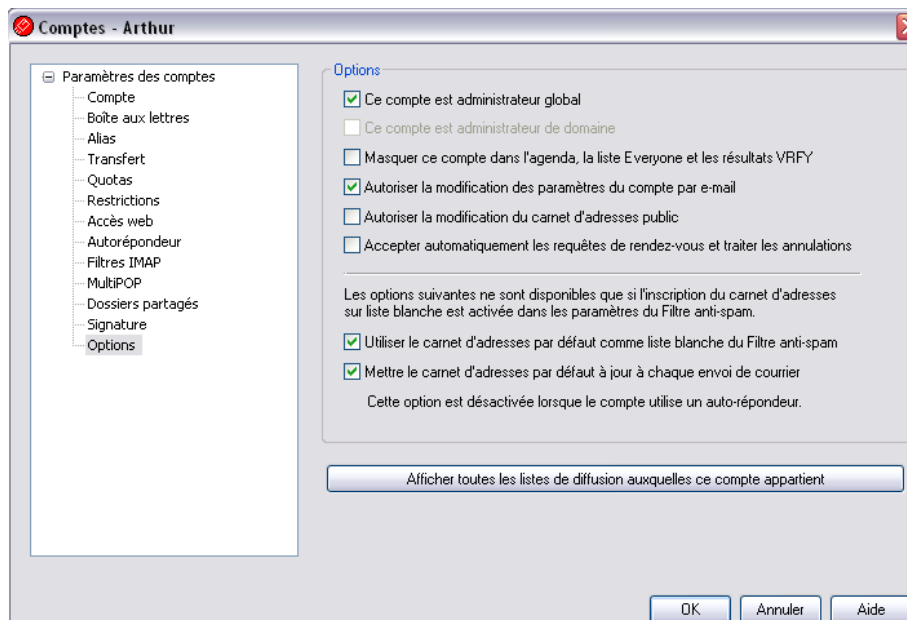 Comptes - Arthur
Paramètres des comptes
Compte
Boîte aux lettres
Alias
Transfert
Quotas
Restrictions
Accès web
Autorépondeur
Filtres IMAP
MultiPOP
Dossiers partagés
Signature
Options
Options
Ce compte est administrateur global
Ce compte est administrateur de domaine
Masquer ce compte dans l'agenda, la liste Everyone et les résultats VRFY
Autoriser la modification des paramètres du compte par e-mail
Autoriser la modification du carnet d'adresses public
Accepter automatiquement les requêtes de rendez-vous et traiter les annulations
Les options suivantes ne sont disponibles que si l'inscription du carnet d'adresses
sur liste blanche est activée dans les paramètres du Filtre anti-spam.
Utiliser le carnet d'adresses par défaut comme liste blanche du Filtre anti-spam
Mettre le carnet d'adresses par défaut à jour à chaque envoi de courrier
Cette option est désactivée lorsque le compte utilise un auto-répondeur.
Afficher toutes les listes de diffusion auxquelles ce compte appartient
OK
Annuler
Aide